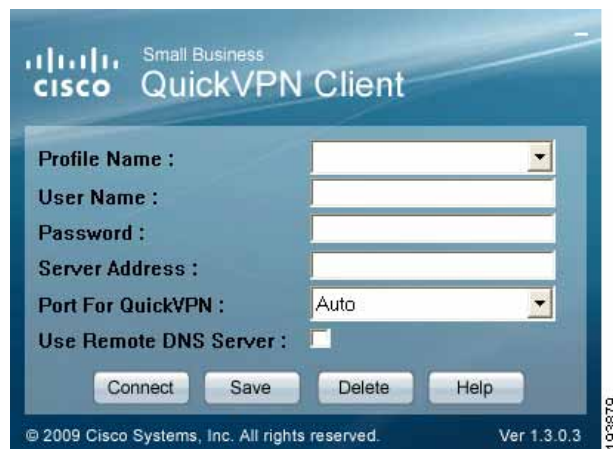 Small Business
CISCO QuickVPN Client
Profile Name :
User Name :
Password :
Server Address :
Port For QuickVPN : Auto
Use Remote DNS Server :
Connect Save Delete Help
© 2009 Cisco Systems, Inc. All rights reserved. Ver 1.3.0.3
193879